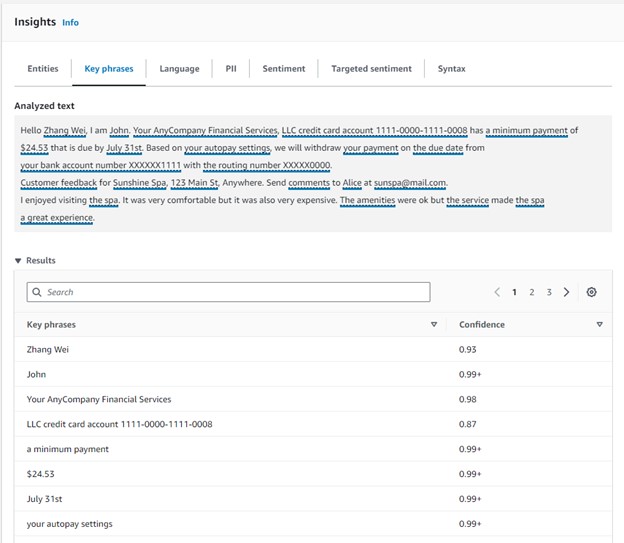 Insights Info
Entities Key phrases Language PII Sentiment Targeted sentiment Syntax
Analyzed text
Hello Zhang Wei, I am John. Your AnyCompany Financial Services, LLC credit card account 1111-0000-1111-0008 has a minimum payment of
$24.53 that is due by July 31st. Based on your autopay settings, we will withdraw your payment on the due date from
your bank account number XXXXXX1111 with the routing number XXXXX0000.
Customer feedback for Sunshine Spa, 123 Main St, Anywhere. Send comments to Alice at sunspa@mail.com.
I enjoyed visiting the spa. It was very comfortable but it was also very expensive. The amenities were ok but the service made the spa
a great experience.
Results
Search 1 2 3
Key phrases Confidence
Zhang Wei 0.93
John 0.99+
Your AnyCompany Financial Services 0.98
LLC credit card account 1111-0000-1111-0008 0.87
a minimum payment 0.99+
$24.53 0.99+
July 31st 0.99+
your autopay settings 0.99+